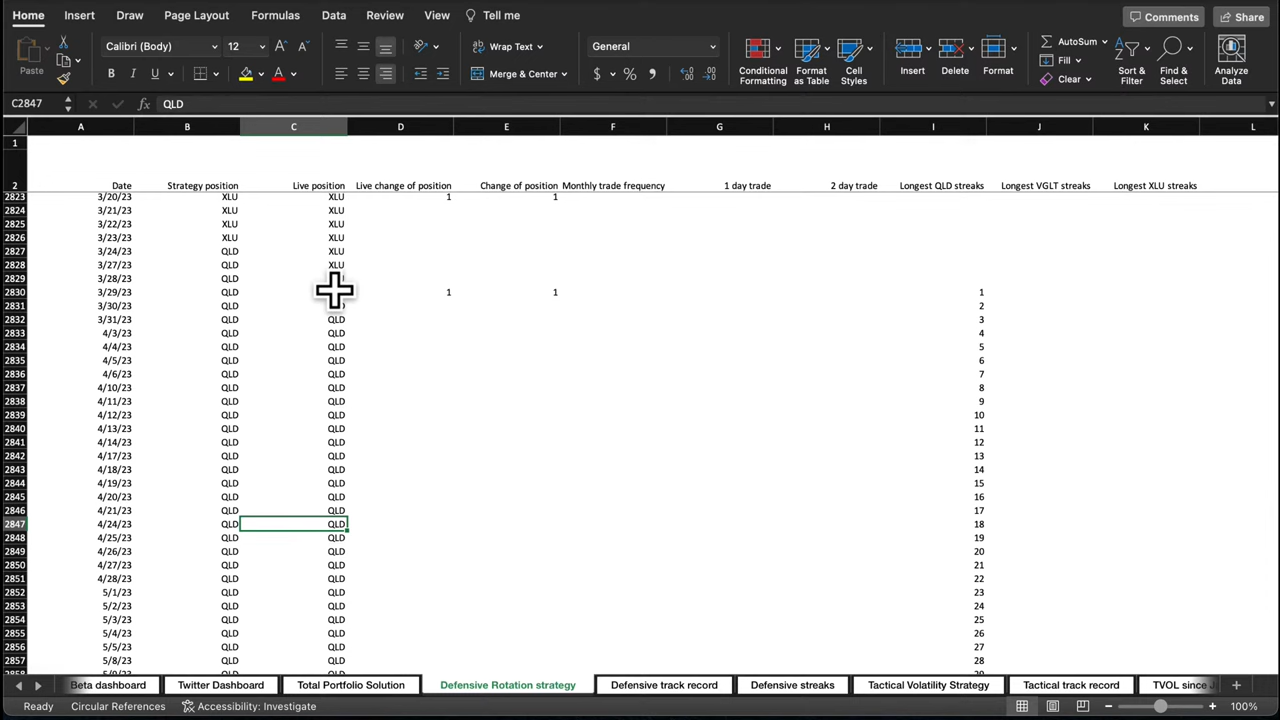 Home Insert Draw Page Layout Formulas Data Review View Tell me Comments Share
Paste Calibri (Body) 12 A A B I U A ab Wrap Text Merge & Center General $ % Conditional Formatting Format as Table Cell Styles Insert Delete Format AutoSum Fill Clear Sort & Filter Find & Select Analyze Data
C2847 fx QLD
A B C D E F G H I J K L
1
2 Date Strategy position Live position Live change of position Change of position Monthly trade frequency 1 day trade 2 day trade Longest QLD streaks Longest VGLT streaks Longest XLU streaks
2823 3/20/23 XLU XLU 1 1
2824 3/21/23 XLU XLU
2825 3/22/23 XLU XLU
2826 3/23/23 XLU XLU
2827 3/24/23 QLD XLU
2828 3/27/23 QLD XLU
2829 3/28/23 QLD
2830 3/29/23 QLD 1 1 1
2831 3/30/23 QLD 2
2832 3/31/23 QLD QLD 3
2833 4/3/23 QLD QLD 4
2834 4/4/23 QLD QLD 5
2835 4/5/23 QLD QLD 6
2836 4/6/23 QLD QLD 7
2837 4/10/23 QLD QLD 8
2838 4/11/23 QLD QLD 9
2839 4/12/23 QLD QLD 10
2840 4/13/23 QLD QLD 11
2841 4/14/23 QLD QLD 12
2842 4/17/23 QLD QLD 13
2843 4/18/23 QLD QLD 14
2844 4/19/23 QLD QLD 15
2845 4/20/23 QLD QLD 16
2846 4/21/23 QLD QLD 17
2847 4/24/23 QLD QLD 18
2848 4/25/23 QLD QLD 19
2849 4/26/23 QLD QLD 20
2850 4/27/23 QLD QLD 21
2851 4/28/23 QLD QLD 22
2852 5/1/23 QLD QLD 23
2853 5/2/23 QLD QLD 24
2854 5/3/23 QLD QLD 25
2855 5/4/23 QLD QLD 26
2856 5/5/23 QLD QLD 27
2857 5/8/23 QLD QLD 28
Beta dashboard Twitter Dashboard Total Portfolio Solution Defensive Rotation strategy Defensive track record Defensive streaks Tactical Volatility Strategy Tactical track record TVOL since
Ready Circular References Accessibility: Investigate 100%